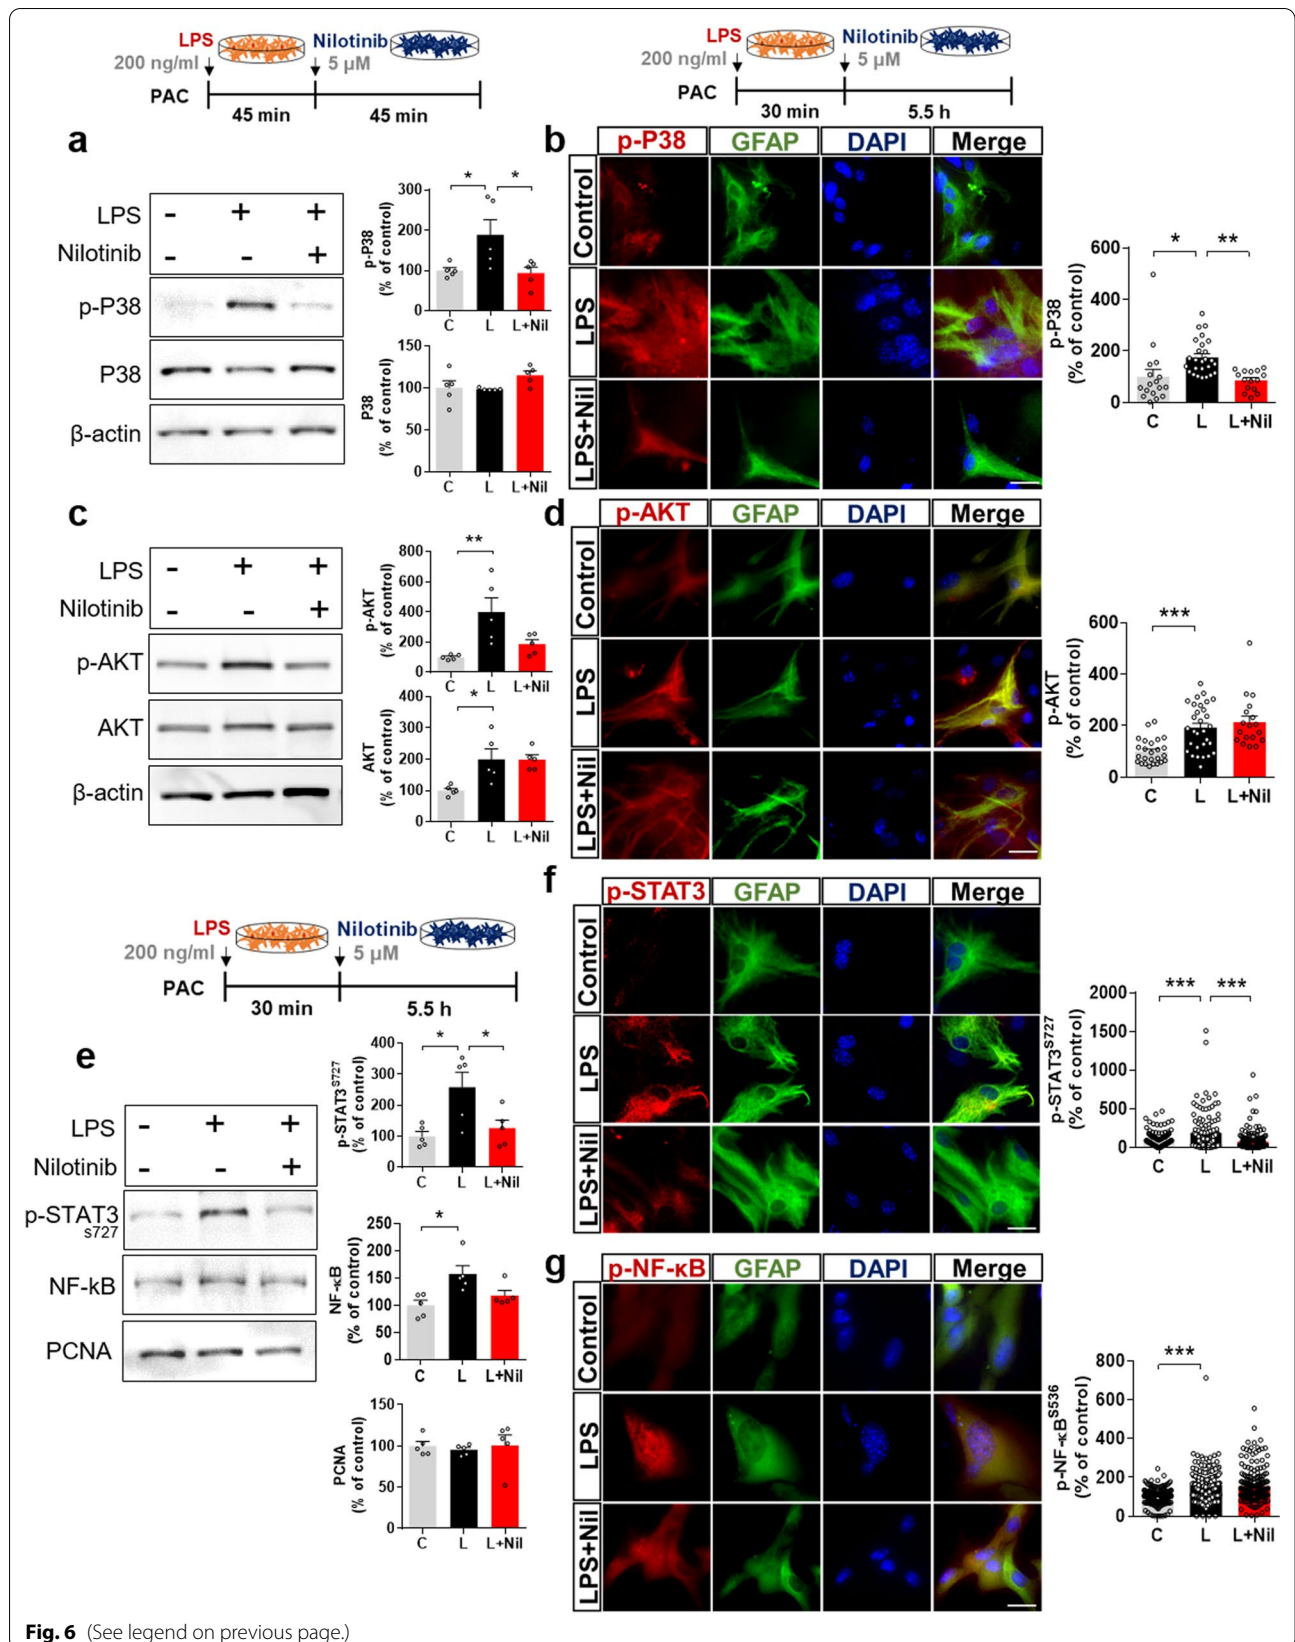 LPS
200 ng/ml
Nilotinib
5 µM
PAC
45 min
45 min
LPS
200 ng/ml
Nilotinib
5 µM
PAC
30 min
5.5 h
a
LPS - + +
Nilotinib - - +
p-P38
P38
β-actin
p-P38
(% of control)
300
200
100
0
* *
C L L+Nil
P38
(% of control)
150
100
50
0
C L L+Nil
b
p-P38 GFAP DAPI Merge
Control
LPS
LPS+Nil
p-P38
(% of control)
600
400
200
0
* **
C L L+Nil
c
LPS - + +
Nilotinib - - +
p-AKT
AKT
β-actin
p-AKT
(% of control)
800
600
400
200
0
**
C L L+Nil
AKT
(% of control)
400
300
200
100
0
*
C L L+Nil
d
p-AKT GFAP DAPI Merge
Control
LPS
LPS+Nil
p-AKT
(% of control)
600
400
200
0
***
C L L+Nil
LPS
200 ng/ml
Nilotinib
5 µM
PAC
30 min
5.5 h
e
LPS - + +
Nilotinib - - +
p-STAT3
S727
NF-kB
PCNA
p-STAT3S727
(% of control)
400
300
200
100
0
* *
C L L+Nil
NF-κB
(% of control)
250
200
150
100
50
0
*
C L L+Nil
PCNA
(% of control)
150
100
50
0
C L L+Nil
f
p-STAT3 GFAP DAPI Merge
Control
LPS
LPS+Nil
p-STAT3S727
(% of control)
2000
1500
1000
500
0
*** ***
C L L+Nil
g
p-NF-κB GFAP DAPI Merge
Control
LPS
LPS+Nil
p-NF-κBS536
(% of control)
800
600
400
200
0
***
C L L+Nil
Fig. 6 (See legend on previous page.)